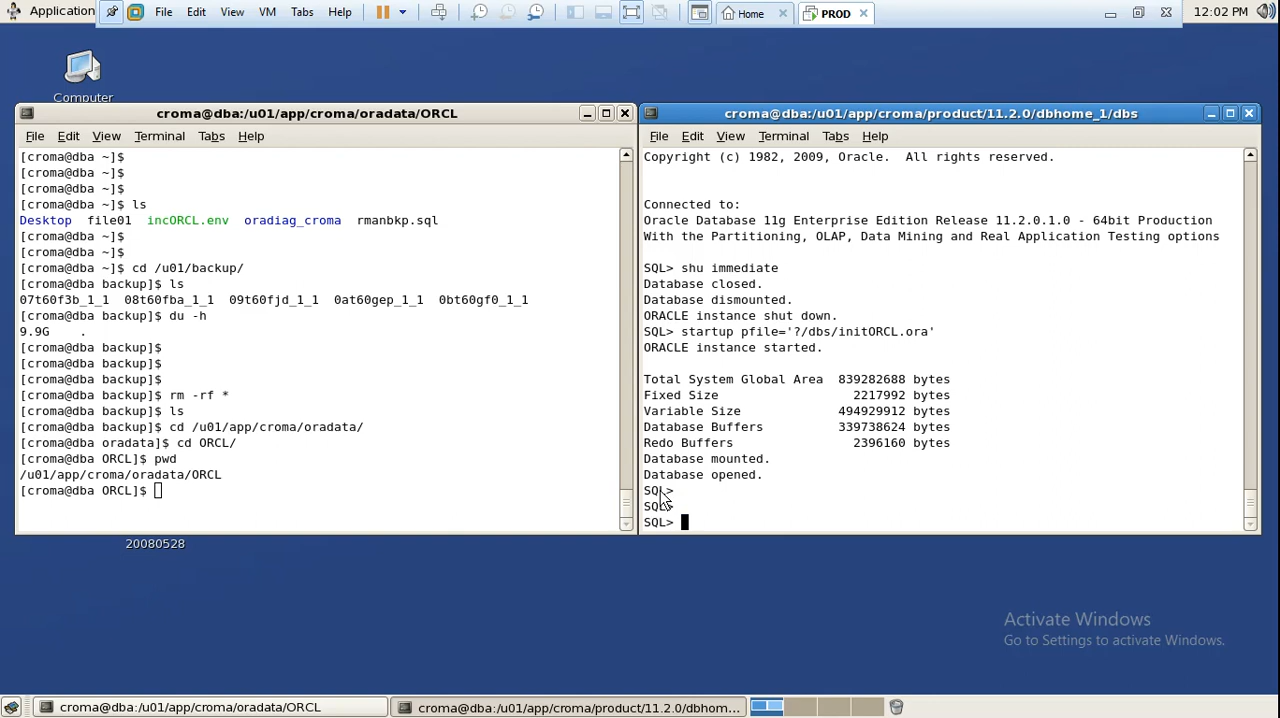 Application File Edit View VM Tabs Help Home PROD 12:02 PM
Computer
croma@dba:/u01/app/croma/oradata/ORCL
File Edit View Terminal Tabs Help
[croma@dba ~]$
[croma@dba ~]$
[croma@dba ~]$
[croma@dba ~]$ ls
Desktop file01 incORCL.env oradiag_croma rmanbkp.sql
[croma@dba ~]$
[croma@dba ~]$
[croma@dba ~]$ cd /u01/backup/
[croma@dba backup]$ ls
07t60f3b_1_1 08t60fba_1_1 09t60fjd_1_1 0at60gep_1_1 0bt60gf0_1_1
[croma@dba backup]$ du -h
9.9G .
[croma@dba backup]$
[croma@dba backup]$
[croma@dba backup]$
[croma@dba backup]$ rm -rf *
[croma@dba backup]$ ls
[croma@dba backup]$ cd /u01/app/croma/oradata/
[croma@dba oradata]$ cd ORCL/
[croma@dba ORCL]$ pwd
/u01/app/croma/oradata/ORCL
[croma@dba ORCL]$
croma@dba:/u01/app/croma/product/11.2.0/dbhome_1/dbs
File Edit View Terminal Tabs Help
Copyright (c) 1982, 2009, Oracle. All rights reserved.
Connected to:
Oracle Database 11g Enterprise Edition Release 11.2.0.1.0 - 64bit Production
With the Partitioning, OLAP, Data Mining and Real Application Testing options
SQL> shu immediate
Database closed.
Database dismounted.
ORACLE instance shut down.
SQL> startup pfile='?/dbs/initORCL.ora'
ORACLE instance started.
Total System Global Area 839282688 bytes
Fixed Size 2217992 bytes
Variable Size 494929912 bytes
Database Buffers 339738624 bytes
Redo Buffers 2396160 bytes
Database mounted.
Database opened.
SQL>
SQL>
SQL>
20080528
Activate Windows
Go to Settings to activate Windows.
croma@dba:/u01/app/croma/oradata/ORCL
croma@dba:/u01/app/croma/product/11.2.0/dbhom...